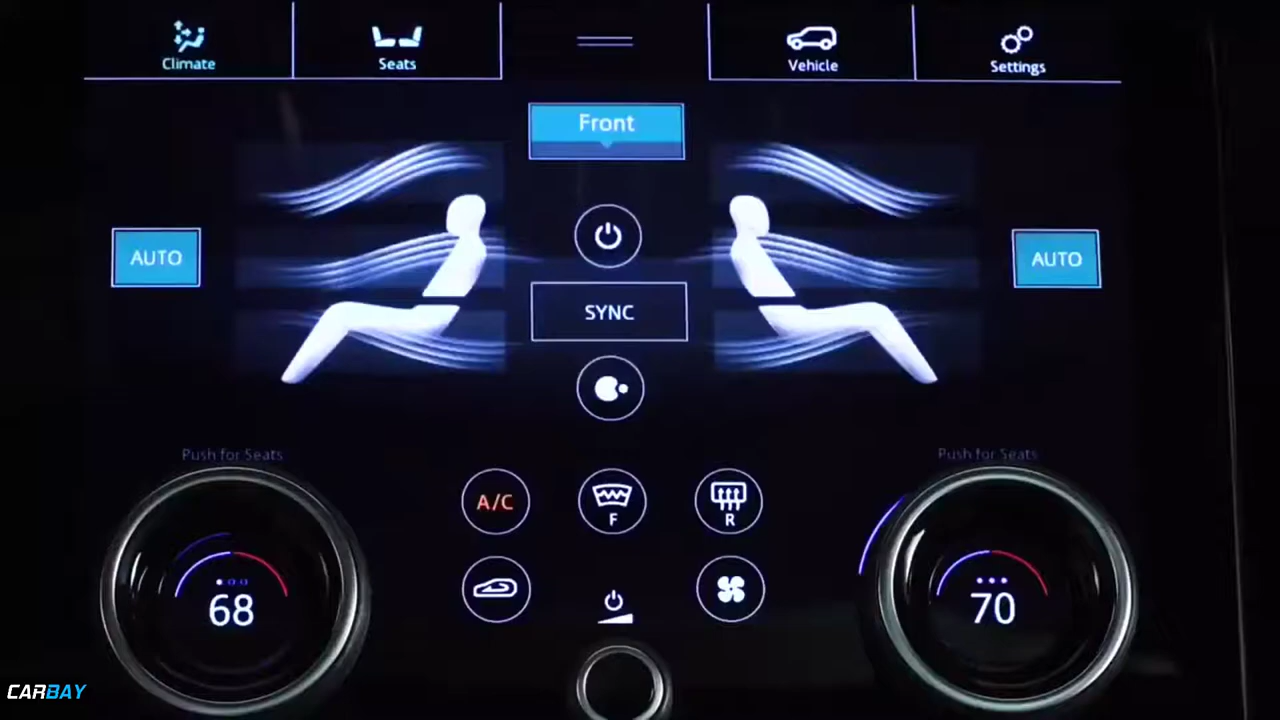 Climate
Seats
Vehicle
Settings
Front
AUTO
AUTO
SYNC
Push for Seats
Push for Seats
A/C
F
R
68
70
CARBAY